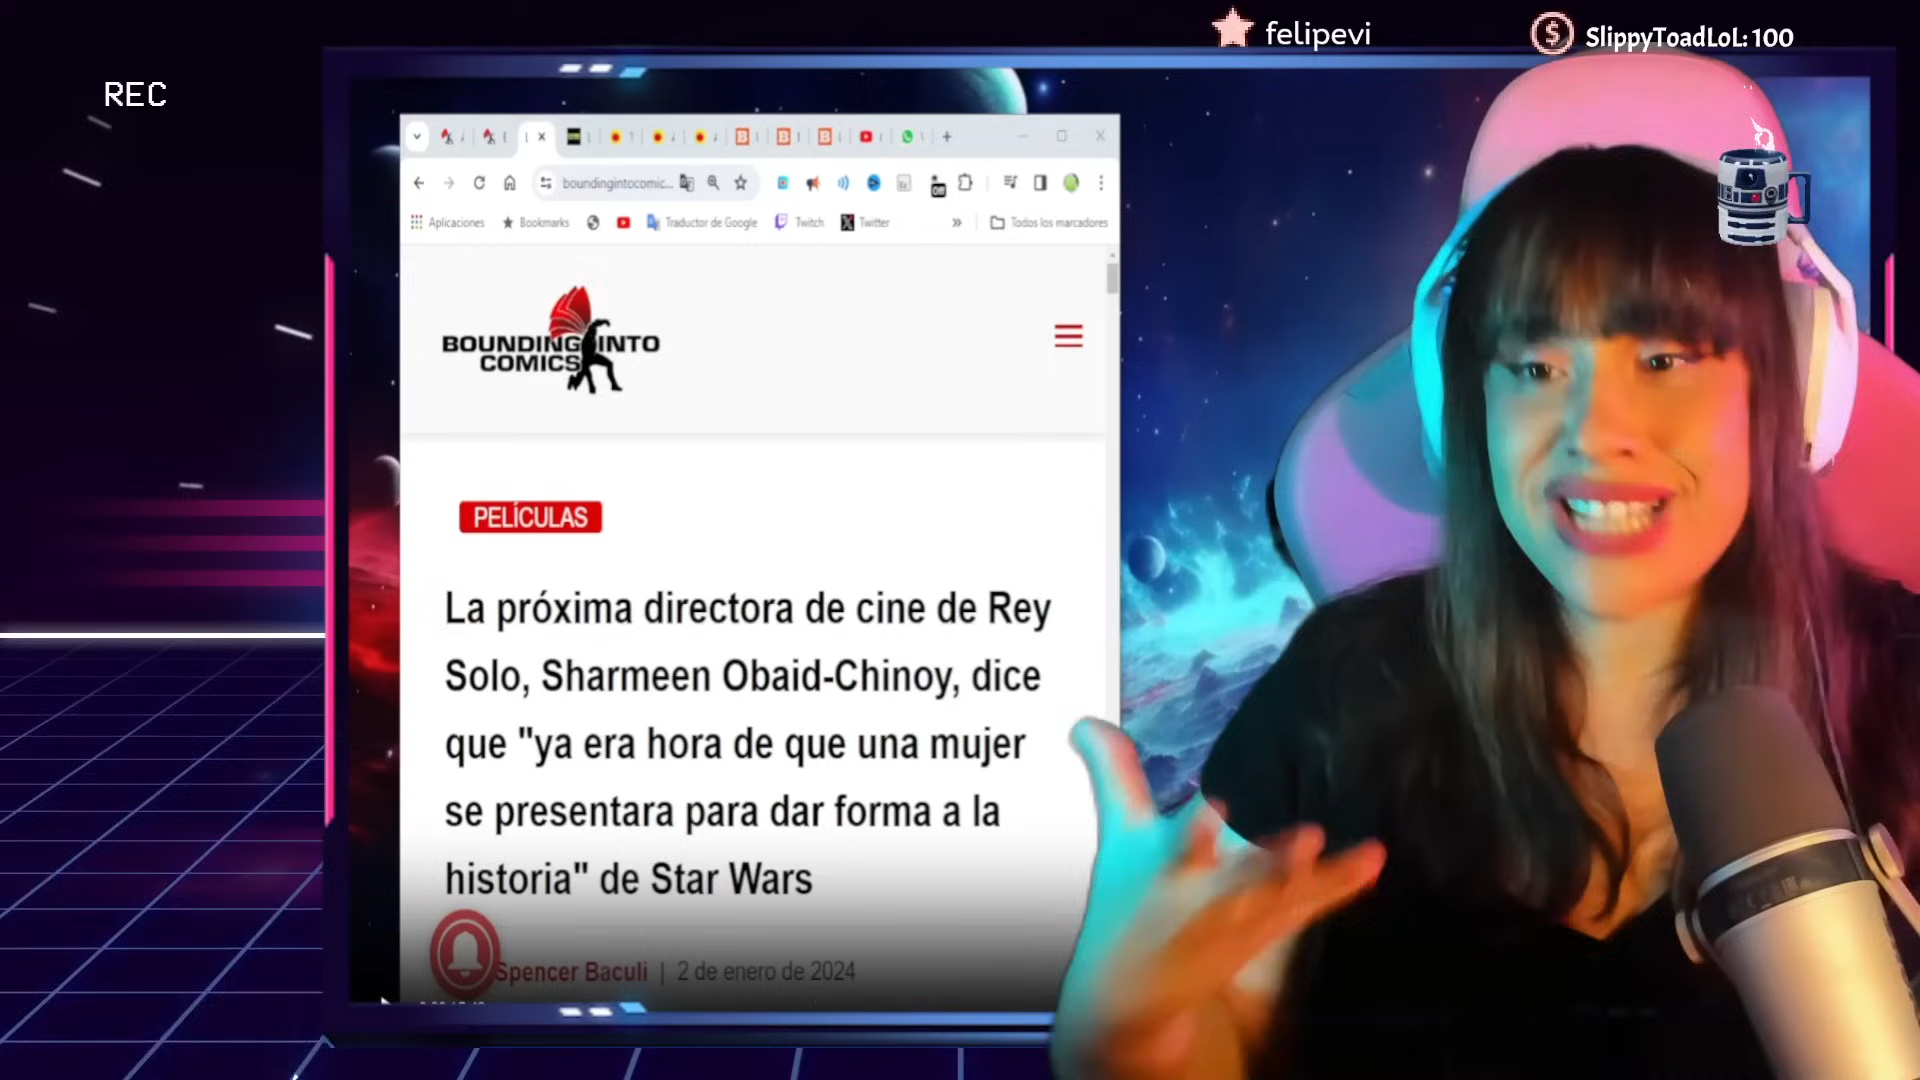 felipevi
SlippyToadLoL: 100
REC
boundingintocomic...
Aplicaciones
Bookmarks
Traductor de Google
Twitch
Twitter
»
Todos los marcadores
BOUNDING INTO
COMICS
PELÍCULAS
La próxima directora de cine de Rey
Solo, Sharmeen Obaid-Chinoy, dice
que "ya era hora de que una mujer
se presentara para dar forma a la
historia" de Star Wars
Spencer Baculi | 2 de enero de 2024